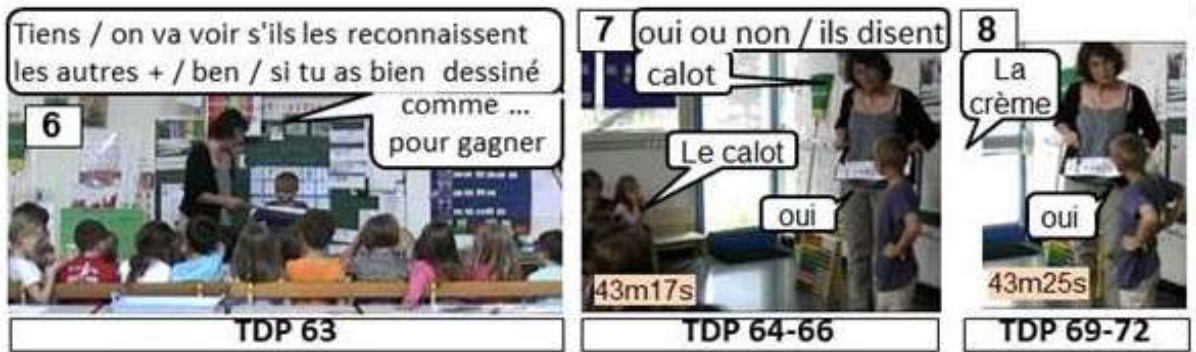 Tiens / on va voir s'ils les reconnaissent
les autres + / ben / si tu as bien dessiné
comme ...
pour gagner
6
TDP 63
7
oui ou non / ils disent
calot
Le calot
oui
43m17s
TDP 64-66
8
La
crème
oui
43m25s
TDP 69-72